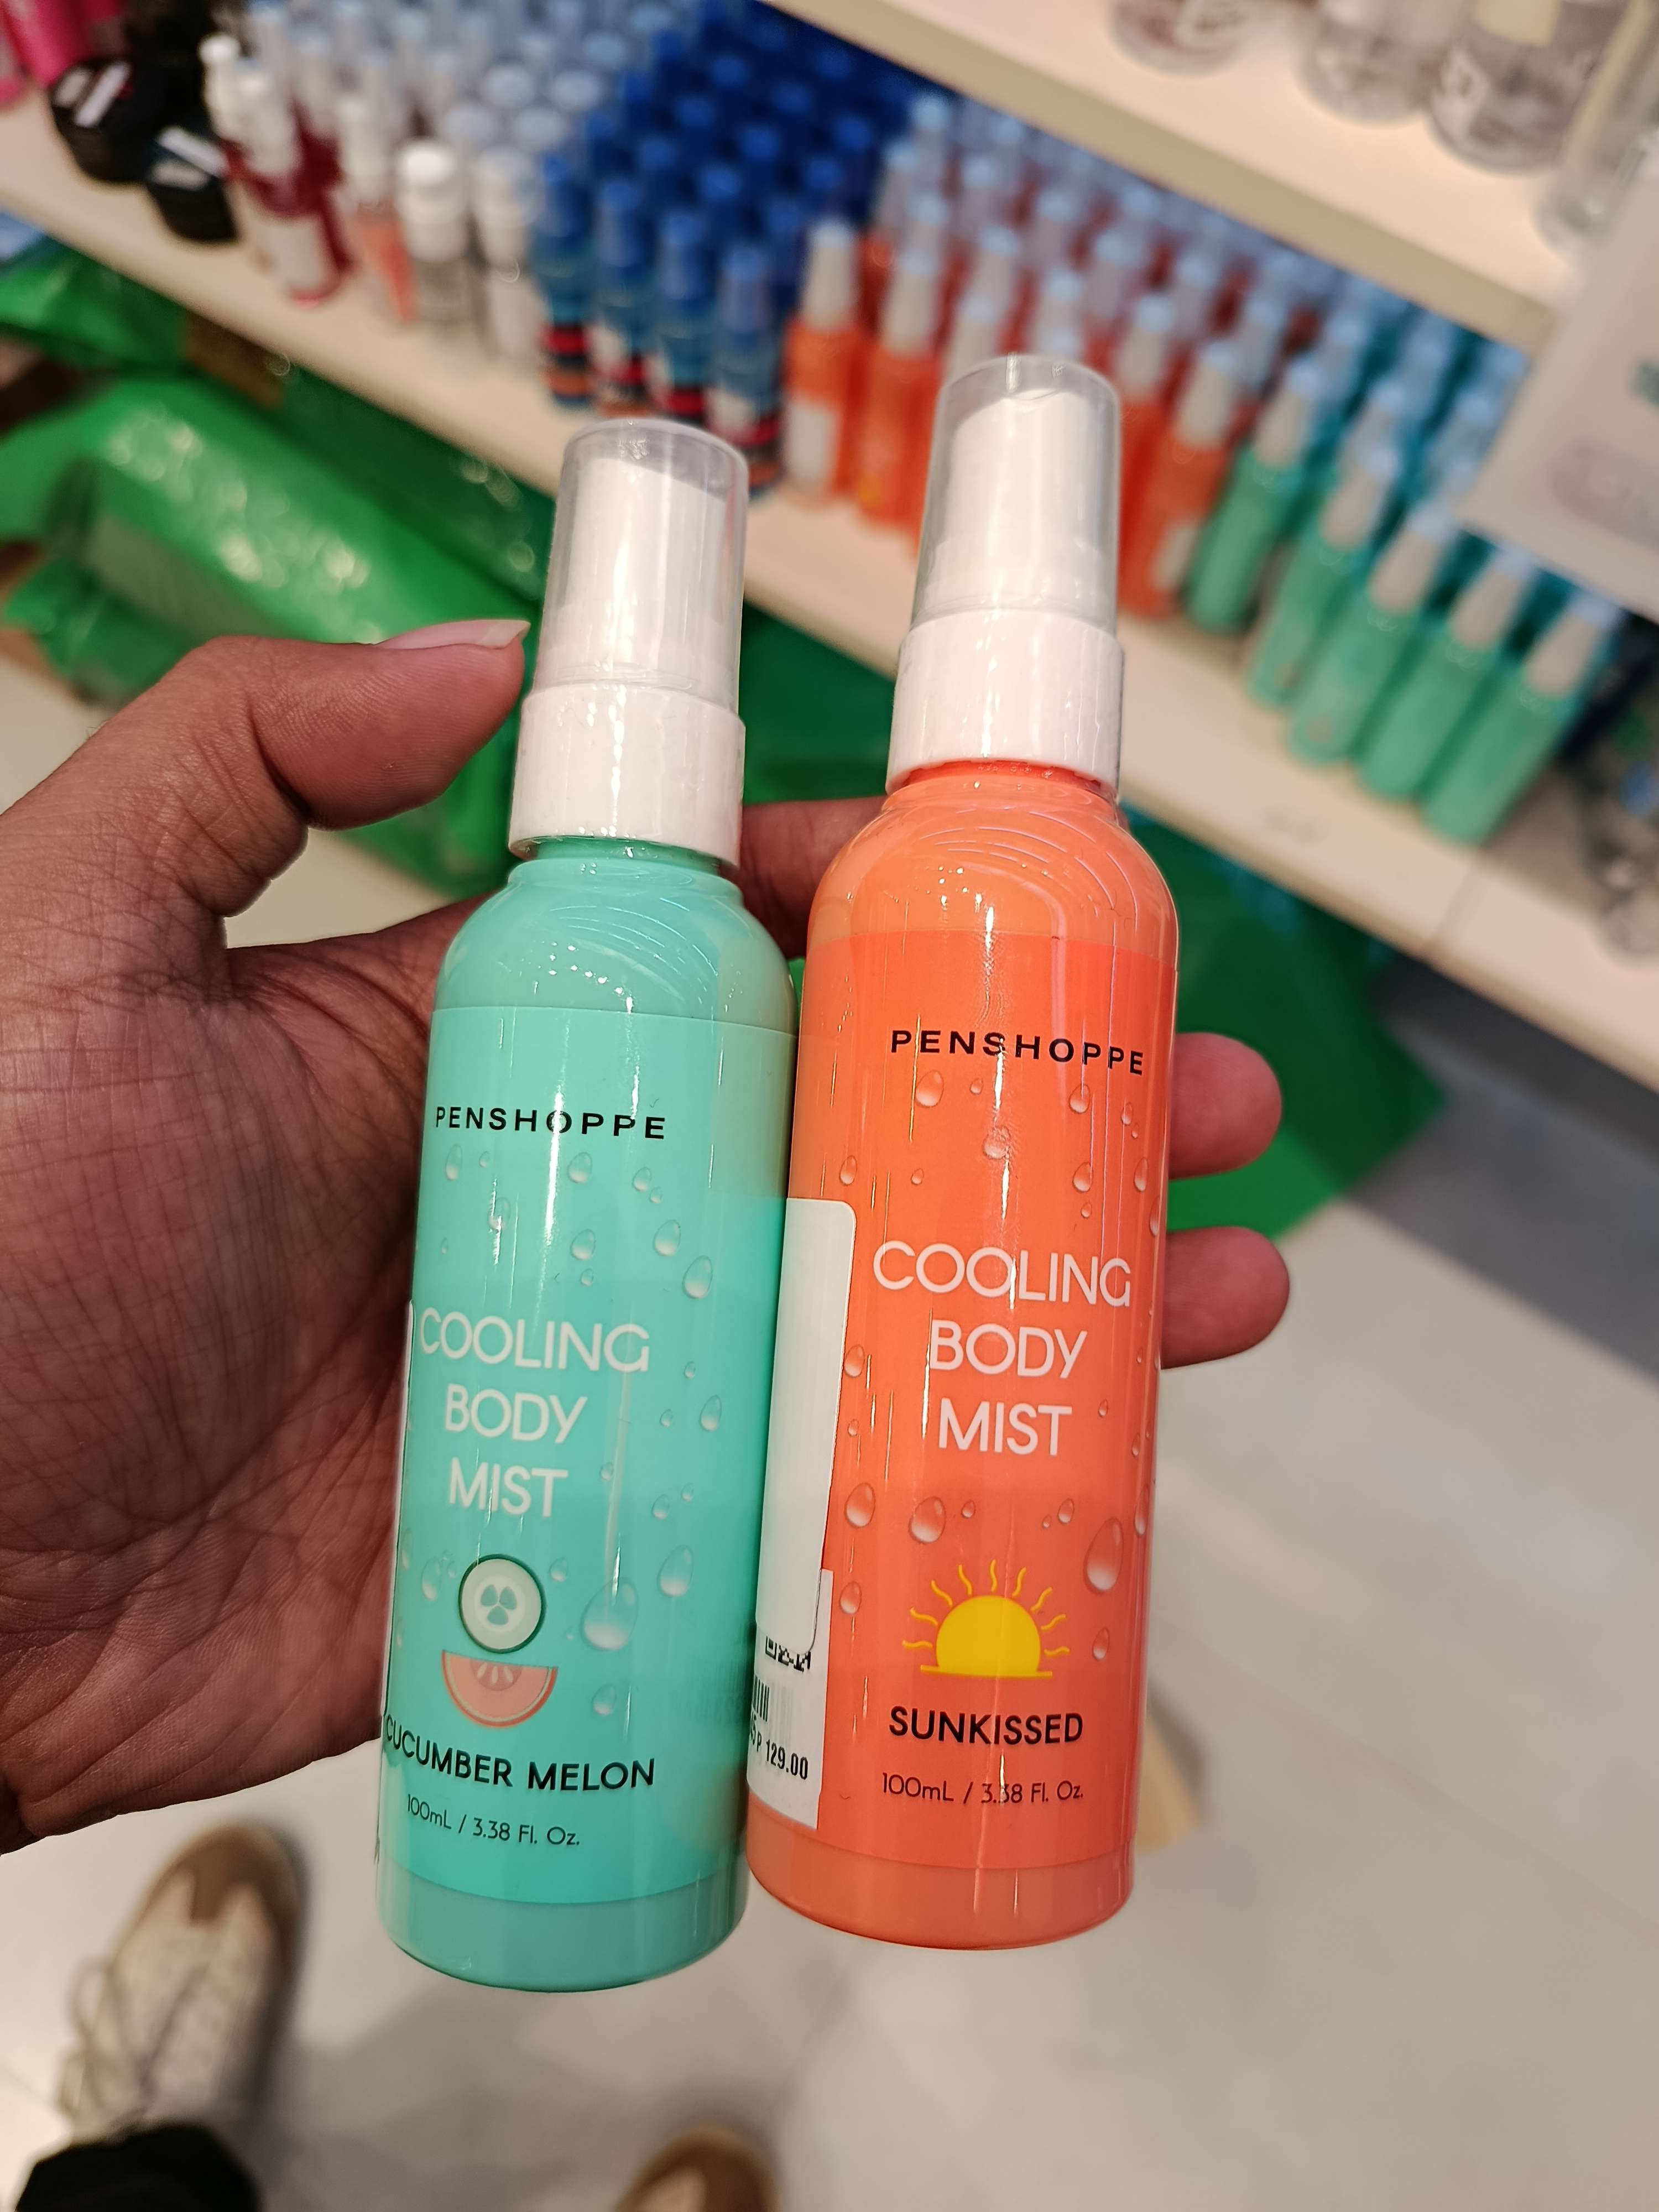 PENSHOPPE
COOLING
BODY
MIST
CUCUMBER MELON
100mL / 3.38 Fl. Oz.
PENSHOPPE
COOLING
BODY
MIST
SUNKISSED
100mL / 3.38 Fl. Oz.
P 129.00